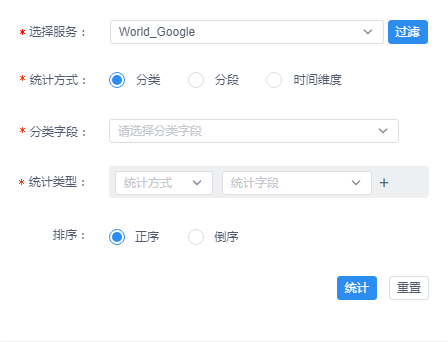 * 选择服务： World_Google 过滤
* 统计方式： 分类 分段 时间维度
* 分类字段： 请选择分类字段
* 统计类型： 统计方式 统计字段 +
排序： 正序 倒序
统计 重置